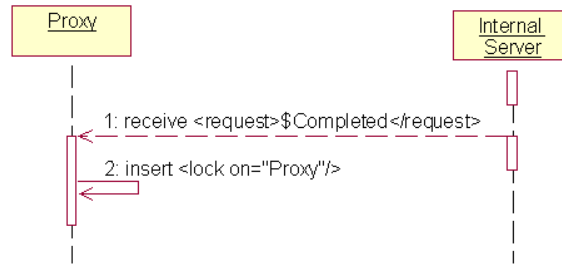 Proxy
Internal
Server
1: receive <request>$Completed</request>
2: insert <lock on="Proxy"/>